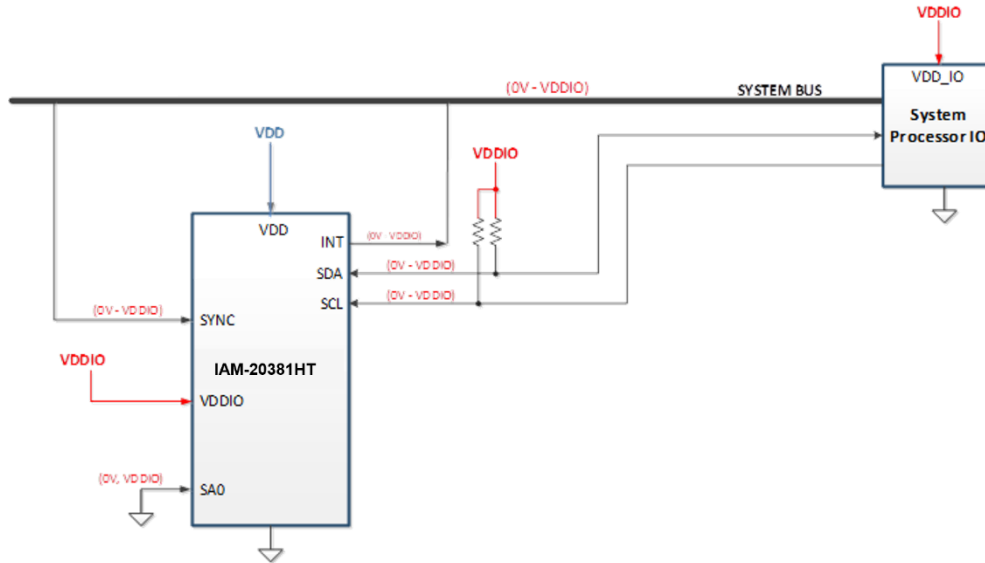 VDDIO
VDD_IO
System
Processor IO
(0V - VDDIO)
SYSTEM BUS
VDD
VDDIO
VDD
INT
(0V - VDDIO)
SDA
(0V - VDDIO)
SCL
(0V - VDDIO)
(0V - VDDIO)
SYNC
IAM-20381HT
VDDIO
VDDIO
(0V, VDDIO)
SA0